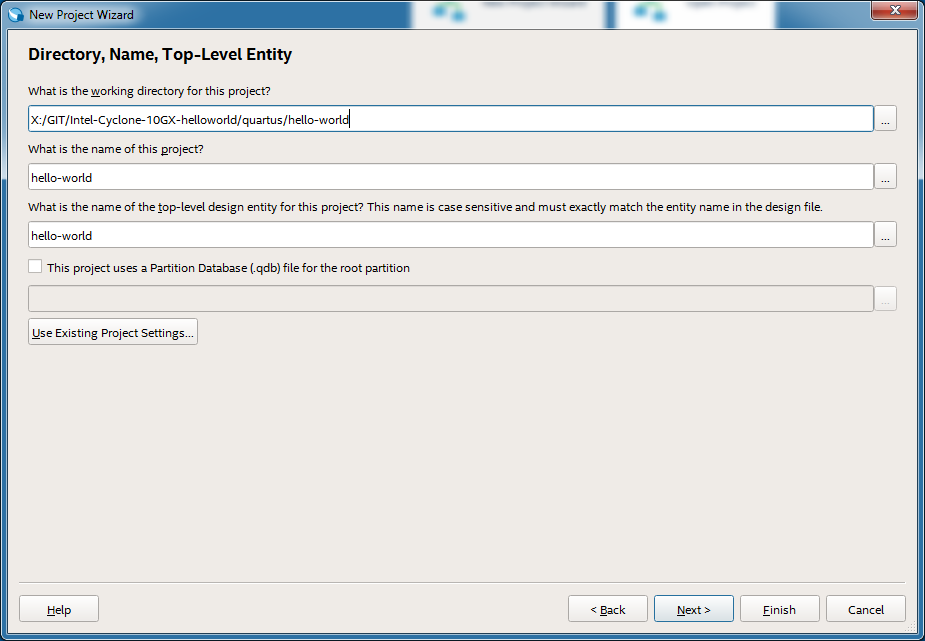 New Project Wizard
Directory, Name, Top-Level Entity
What is the working directory for this project?
X:/GIT/Intel-Cyclone-10GX-helloworld/quartus/hello-world
...
What is the name of this project?
hello-world
...
What is the name of the top-level design entity for this project? This name is case sensitive and must exactly match the entity name in the design file.
hello-world
...
This project uses a Partition Database (.qdb) file for the root partition
...
Use Existing Project Settings...
Help
< Back
Next >
Finish
Cancel